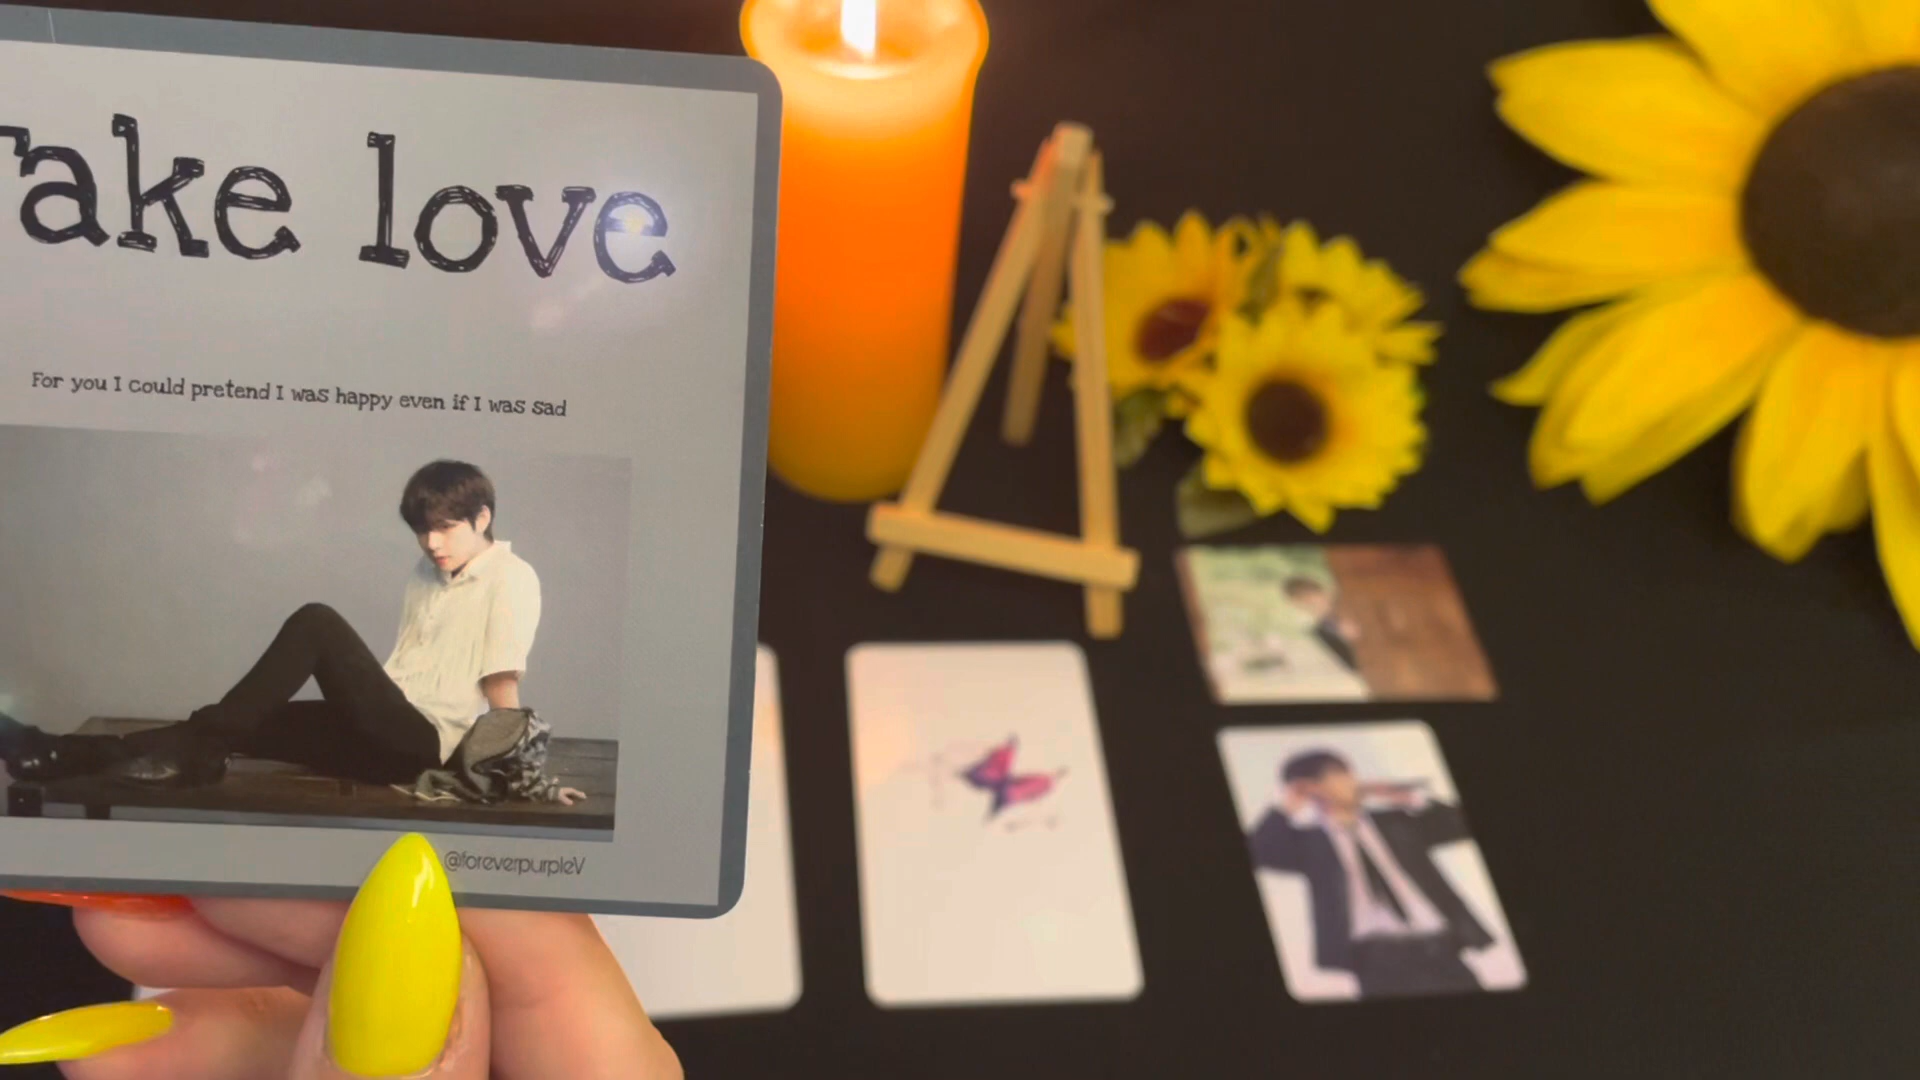 ake love
For you I could pretend I was happy even if I was sad
@foreverpurpleV